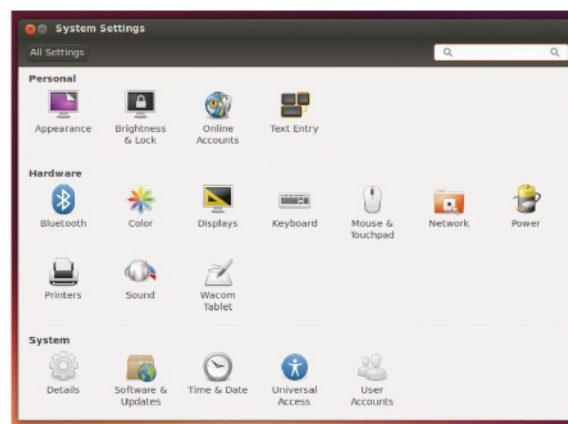 System Settings
All Settings
Personal
Appearance
Brightness
& Lock
Online
Accounts
Text Entry
Hardware
Bluetooth
Color
Displays
Keyboard
Mouse &
Touchpad
Network
Power
Printers
Sound
Wacom
Tablet
System
Details
Software &
Updates
Time & Date
Universal
Access
User
Accounts